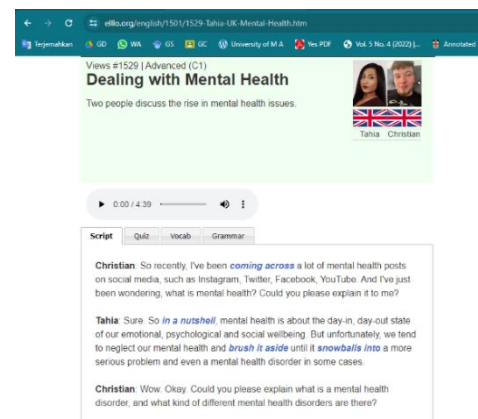 elllo.org/english/1501/1529-Tahia-UK-Mental-Health.htm
Terjemahkan GD WA GS GC University of M A Yes PDF Vol. 5 No. 4 (2022) |... Annotated
Views #1529 | Advanced (C1)
Dealing with Mental Health
Two people discuss the rise in mental health issues.
Tahia Christian
0:00 / 4:39
Script Quiz Vocab Grammar
Christian: So recently, I've been coming across a lot of mental health posts
on social media, such as Instagram, Twitter, Facebook, YouTube. And I've just
been wondering, what is mental health? Could you please explain it to me?
Tahia: Sure. So in a nutshell, mental health is about the day-in, day-out state
of our emotional, psychological and social wellbeing. But unfortunately, we tend
to neglect our mental health and brush it aside until it snowballs into a more
serious problem and even a mental health disorder in some cases.
Christian: Wow. Okay. Could you please explain what is a mental health
disorder, and what kind of different mental health disorders are there?